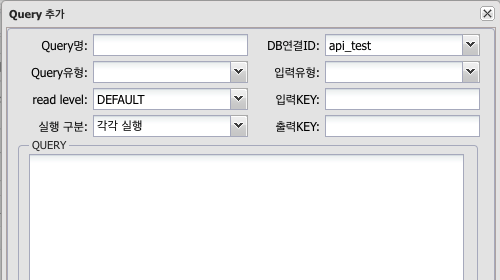 Query 추가
Query명: DB연결ID: api_test
Query유형: 입력유형:
read level: DEFAULT 입력KEY:
실행 구분: 각각 실행 출력KEY:
QUERY